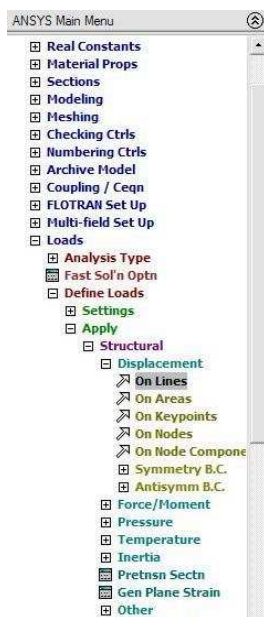 ANSYS Main Menu
Real Constants
Material Props
Sections
Modeling
Meshing
Checking Ctrls
Numbering Ctrls
Archive Model
Coupling / Ceqn
FLOTRAN Set Up
Multi-field Set Up
Loads
Analysis Type
Fast Sol'n Optn
Define Loads
Settings
Apply
Structural
Displacement
On Lines
On Areas
On Keypoints
On Nodes
On Node Compone
Symmetry B.C.
Antisymm B.C.
Force/Moment
Pressure
Temperature
Inertia
Pretnsn Sectn
Gen Plane Strain
Other